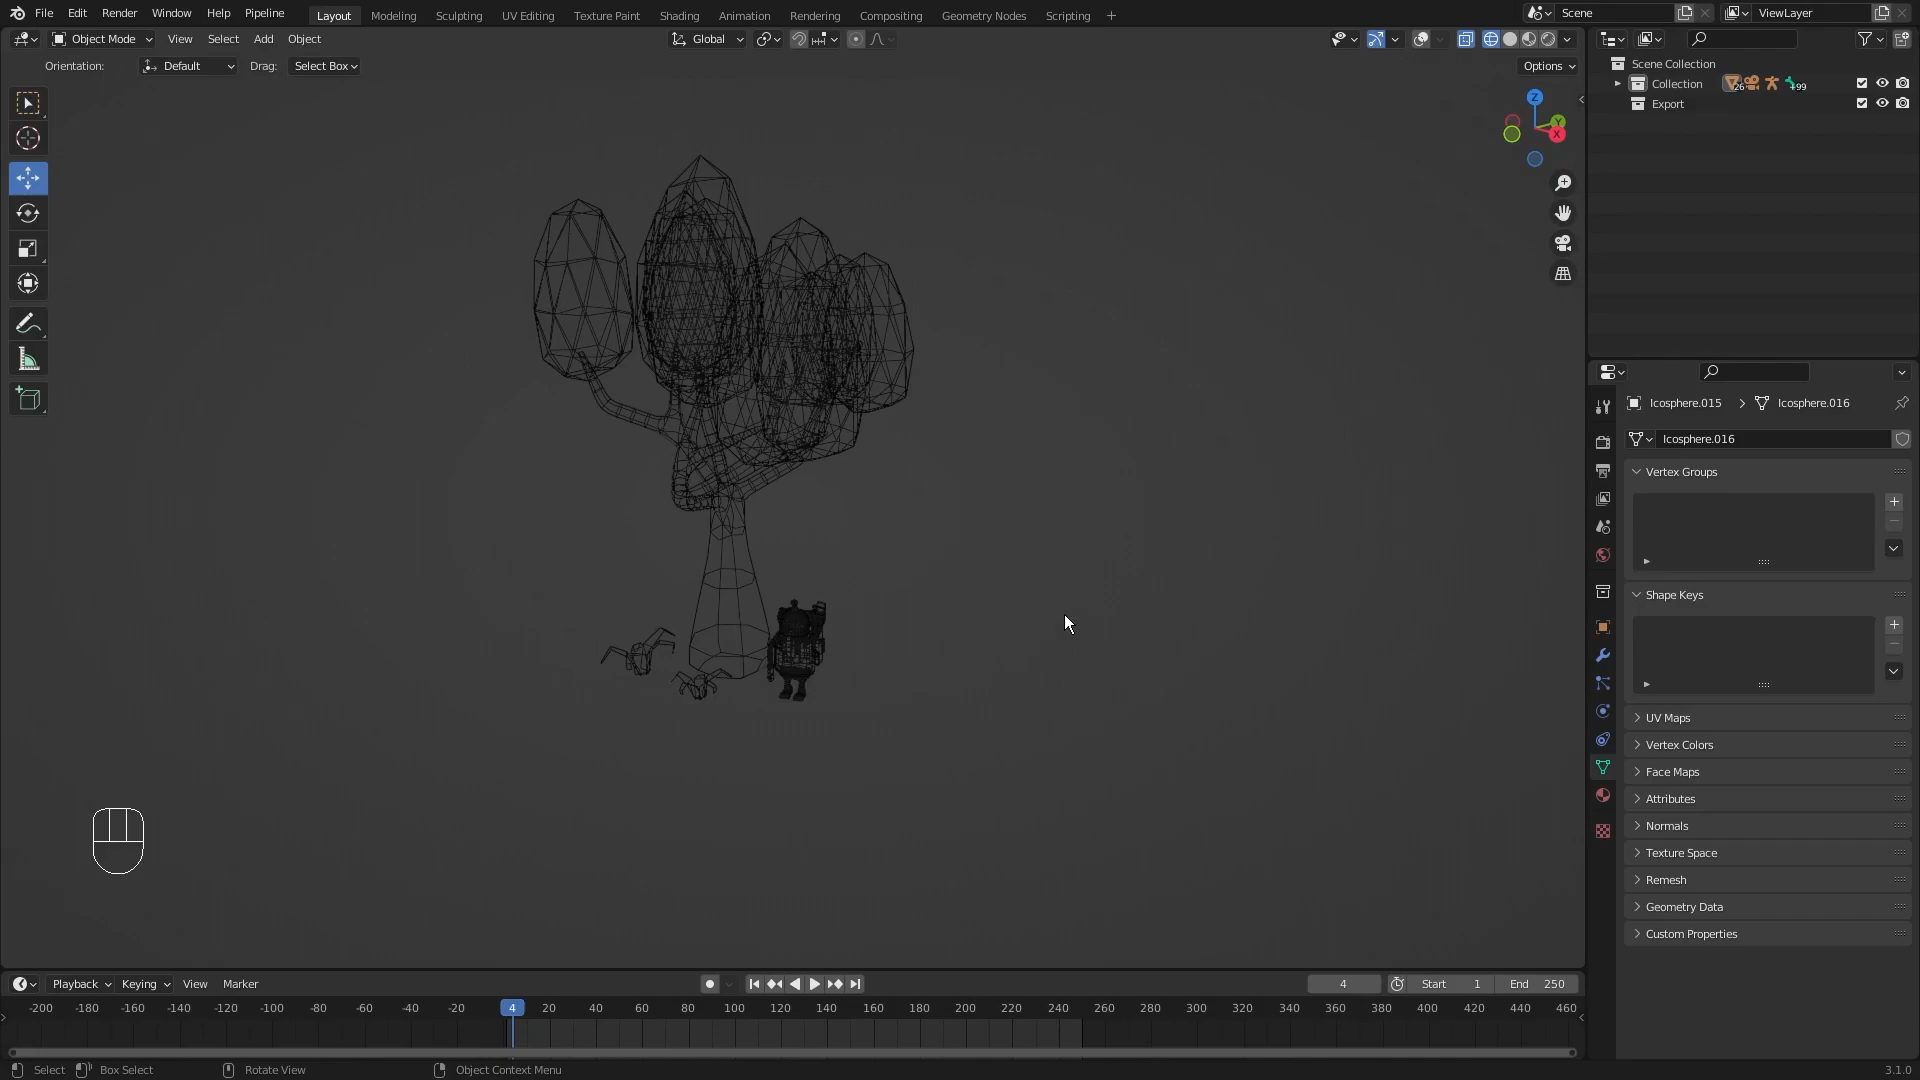 File Edit Render Window Help Pipeline Layout Modeling Sculpting UV Editing Texture Paint Shading Animation Rendering Compositing Geometry Nodes Scripting + Scene ViewLayer
Object Mode View Select Add Object Global
Orientation: Default Drag: Select Box Options
Scene Collection
Collection 26 99
Export
Z
Y
X
Icosphere.015 > Icosphere.016
Icosphere.016
Vertex Groups
Shape Keys
UV Maps
Vertex Colors
Face Maps
Attributes
Normals
Texture Space
Remesh
Geometry Data
Custom Properties
Playback Keying View Marker 4 Start 1 End 250
-200 -180 -160 -140 -120 -100 -80 -60 -40 -20 4 20 40 60 80 100 120 140 160 180 200 220 240 260 280 300 320 340 360 380 400 420 440 460
Select Box Select Rotate View Object Context Menu 3.1.0